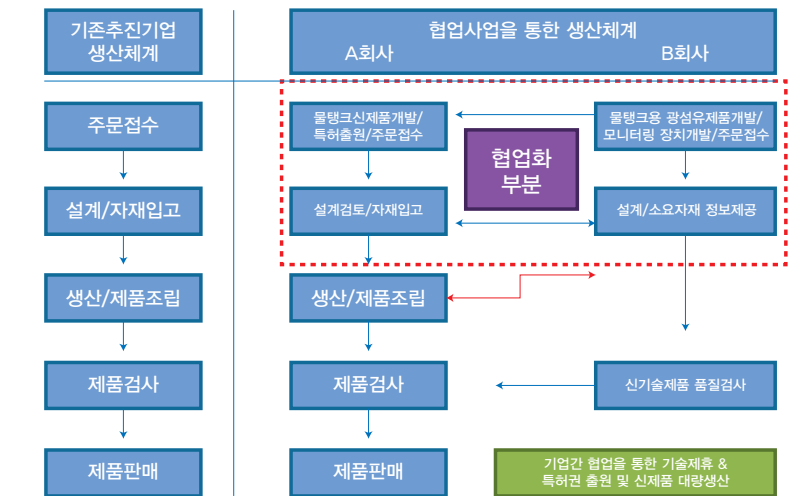 기존추진기업
생산체계
협업사업을 통한 생산체계
A회사
B회사
주문접수
물탱크신제품개발/
특허출원/주문접수
물탱크용 광섬유제품개발/
모니터링 장치개발/주문접수
협업화
부분
설계/자재입고
설계검토/자재입고
설계/소요자재 정보제공
생산/제품조립
생산/제품조립
제품검사
제품검사
신기술제품 품질검사
제품판매
제품판매
기업간 협업을 통한 기술제휴 &
특허권 출원 및 신제품 대량생산